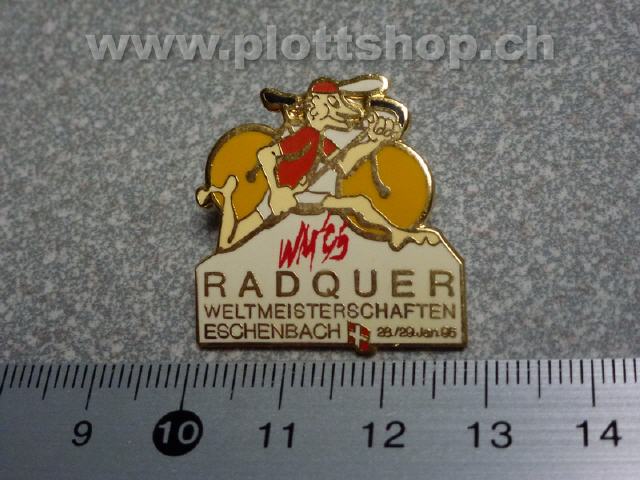 www.plottshop.ch
WM'95
RADQUER
WELTMEISTERSCHAFTEN
ESCHENBACH 28./29.Jan.95
9 10 11 12 13 14